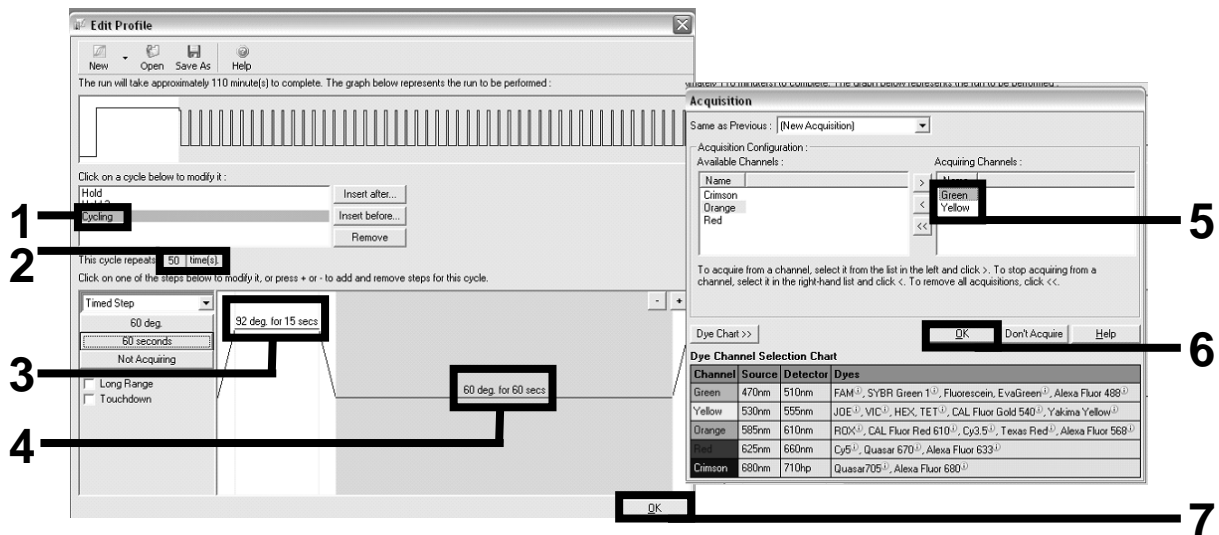 Edit Profile
New Open Save As Help
The run will take approximately 110 minute(s) to complete. The graph below represents the run to be performed :
Click on a cycle below to modify it :
Hold
Cycling
Insert after...
Insert before...
Remove
This cycle repeats 50 time(s).
Click on one of the steps below to modify it, or press + or - to add and remove steps for this cycle.
Timed Step
60 deg.
60 seconds
Not Acquiring
Long Range
Touchdown
92 deg. for 15 secs
- +
60 deg. for 60 secs
OK
1
2
3
4
Acquisition
Same as Previous : (New Acquisition)
Acquisition Configuration :
Available Channels :
Name
Crimson
Orange
Red
>
<
<<
Acquiring Channels :
Name
Green
Yellow
To acquire from a channel, select it from the list in the left and click >. To stop acquiring from a
channel, select it in the right-hand list and click <. To remove all acquisitions, click <<.
Dye Chart >> OK Don't Acquire Help
Dye Channel Selection Chart
Channel Source Detector Dyes
Green 470nm 510nm FAM, SYBR Green 1, Fluorescein, EvaGreen, Alexa Fluor 488
Yellow 530nm 555nm JOE, VIC, HEX, TET, CAL Fluor Gold 540, Yakima Yellow
Orange 585nm 610nm ROX, CAL Fluor Red 610, Cy3.5, Texas Red, Alexa Fluor 568
Red 625nm 660nm Cy5, Quasar 670, Alexa Fluor 633
Crimson 680nm 710hp Quasar705, Alexa Fluor 680
5
6
7